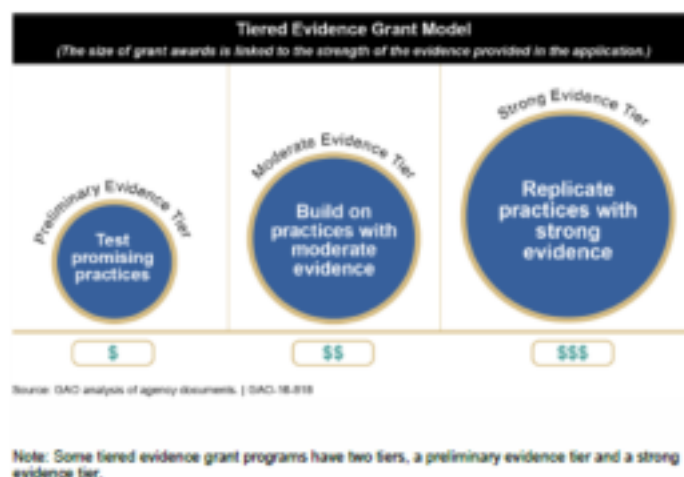 Tiered Evidence Grant Model
(The size of grant awards is linked to the strength of the evidence provided in the application.)
Preliminary Evidence Tier
Test
promising
practices
$
Moderate Evidence Tier
Build on
practices with
moderate
evidence
$$
Strong Evidence Tier
Replicate
practices with
strong
evidence
$$$
Source: GAO analysis of agency documents. | GAO-16-818
Note: Some tiered evidence grant programs have two tiers, a preliminary evidence tier and a strong
evidence tier.